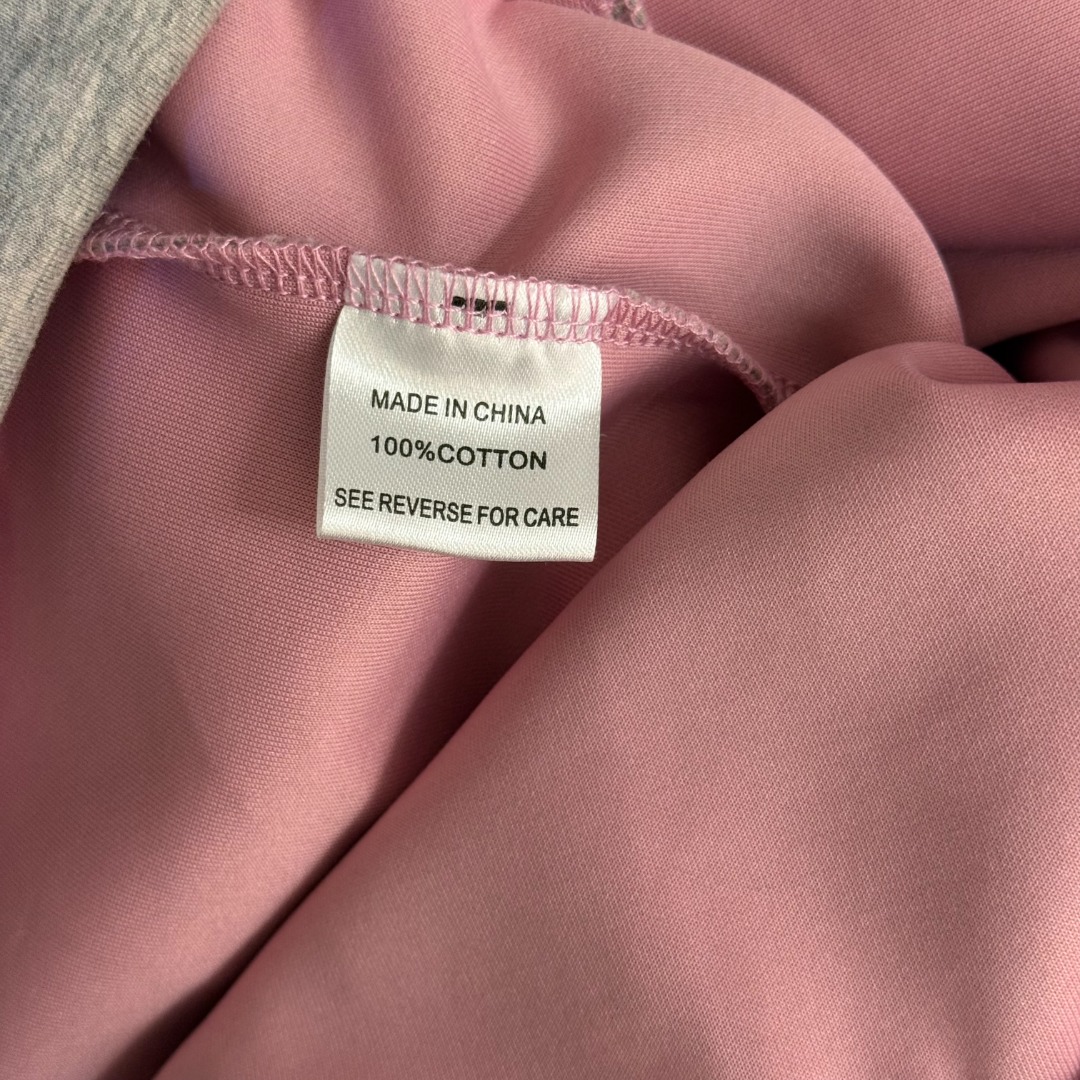 MADE IN CHINA
100%COTTON
SEE REVERSE FOR CARE